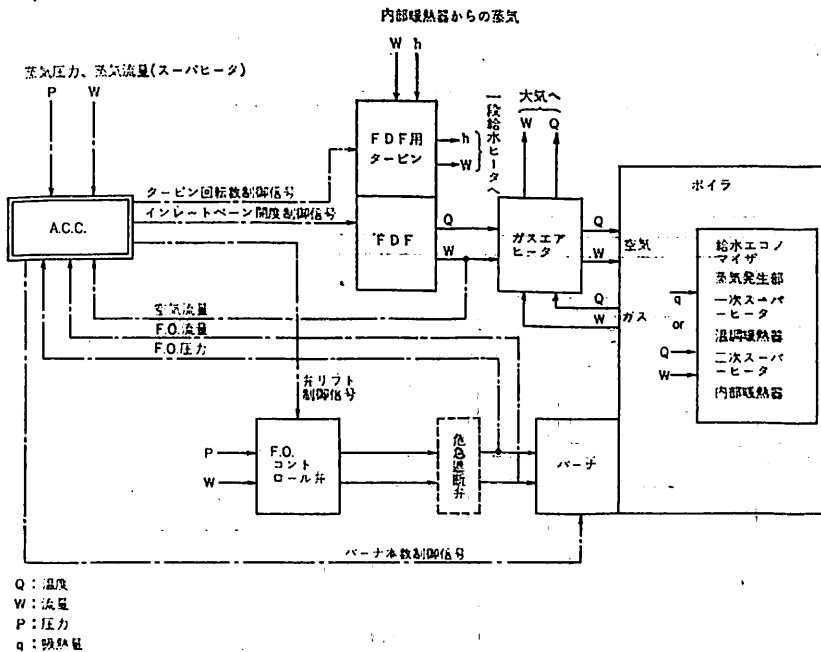 内部暖熱器からの蒸気
W h
蒸気圧力、蒸気流量(スーパヒータ)
P W
FDF用
タービン
h
W
一段給水ヒータへ
大気へ
W Q
タービン回転数制御信号
インレットベーン開度制御信号
A.C.C.
FDF
Q
W
ガスエア
ヒータ
Q
W
空気
Q
W
ガス
ボイラ
給水エコノ
マイザ
蒸気発生部
一次スーパ
ーヒータ
温調暖熱器
二次スーパ
ーヒータ
内部暖熱器
q
or
Q
W
空気流量
F.O.流量
F.O.圧力
弁リフト
制御信号
P
W
F.O.
コント
ロール弁
危急遮断弁
バーナ
バーナ本数制御信号
Q：温度
W：流量
P：圧力
q：吸熱量